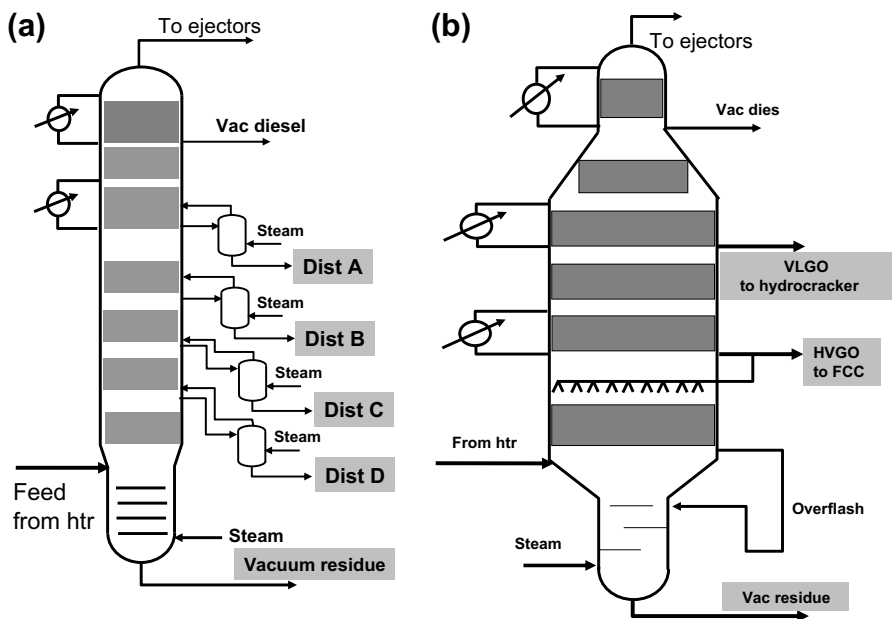 (a)
To ejectors
Vac diesel
Steam
Dist A
Steam
Dist B
Steam
Dist C
Steam
Dist D
Feed
from htr
Steam
Vacuum residue
(b)
To ejectors
Vac dies
VLGO
to hydrocracker
HVGO
to FCC
From htr
Overflash
Steam
Vac residue